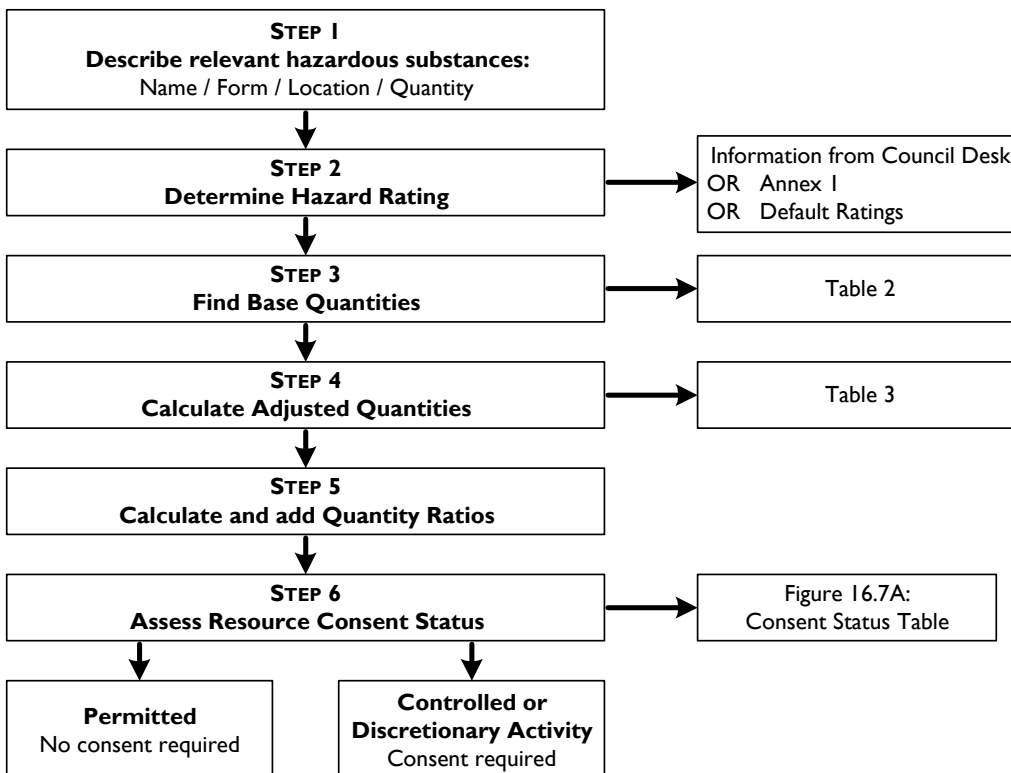 STEP 1
Describe relevant hazardous substances:
Name / Form / Location / Quantity
STEP 2
Determine Hazard Rating
Information from Council Desk
OR Annex 1
OR Default Ratings
STEP 3
Find Base Quantities
Table 2
STEP 4
Calculate Adjusted Quantities
Table 3
STEP 5
Calculate and add Quantity Ratios
STEP 6
Assess Resource Consent Status
Figure 16.7A:
Consent Status Table
Permitted
No consent required
Controlled or
Discretionary Activity
Consent required